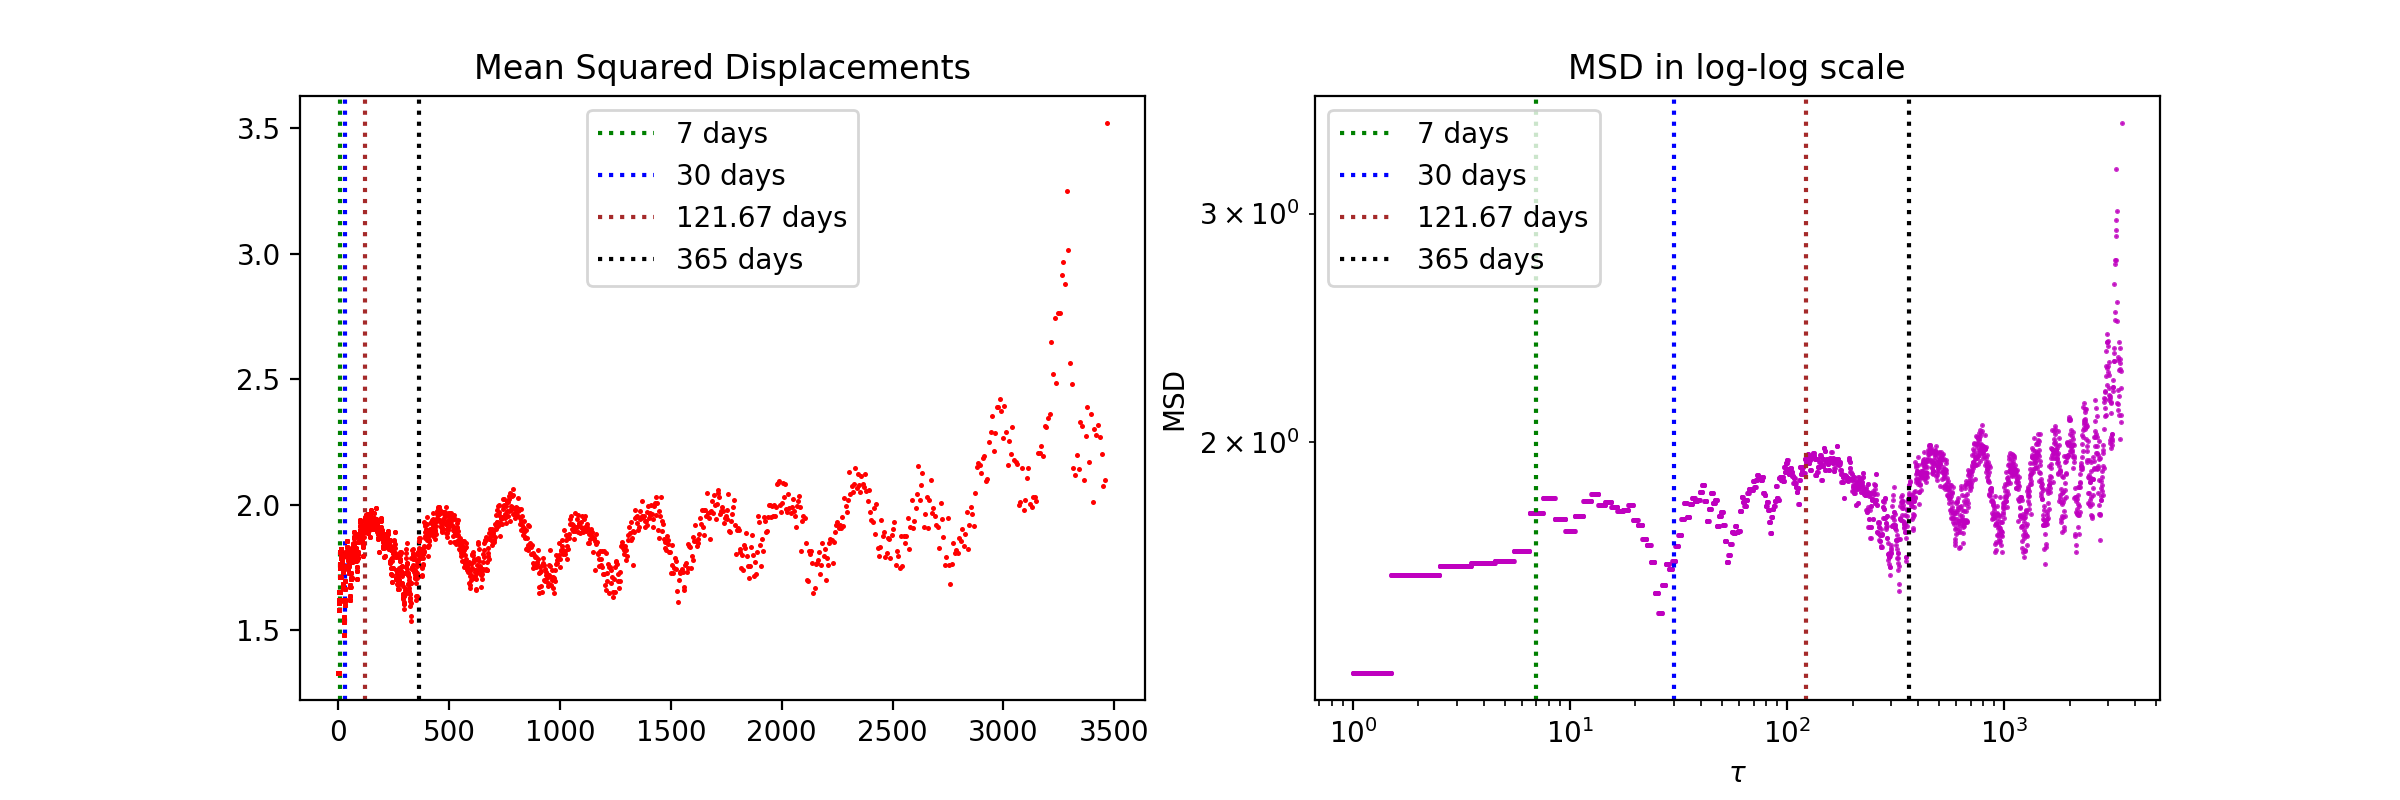 Mean Squared Displacements
3.5
3.0
2.5
2.0
1.5
0 500 1000 1500 2000 2500 3000 3500
7 days
30 days
121.67 days
365 days
MSD in log-log scale
MSD
3 × 10⁰
2 × 10⁰
10⁰ 10¹ 10² 10³
τ
7 days
30 days
121.67 days
365 days